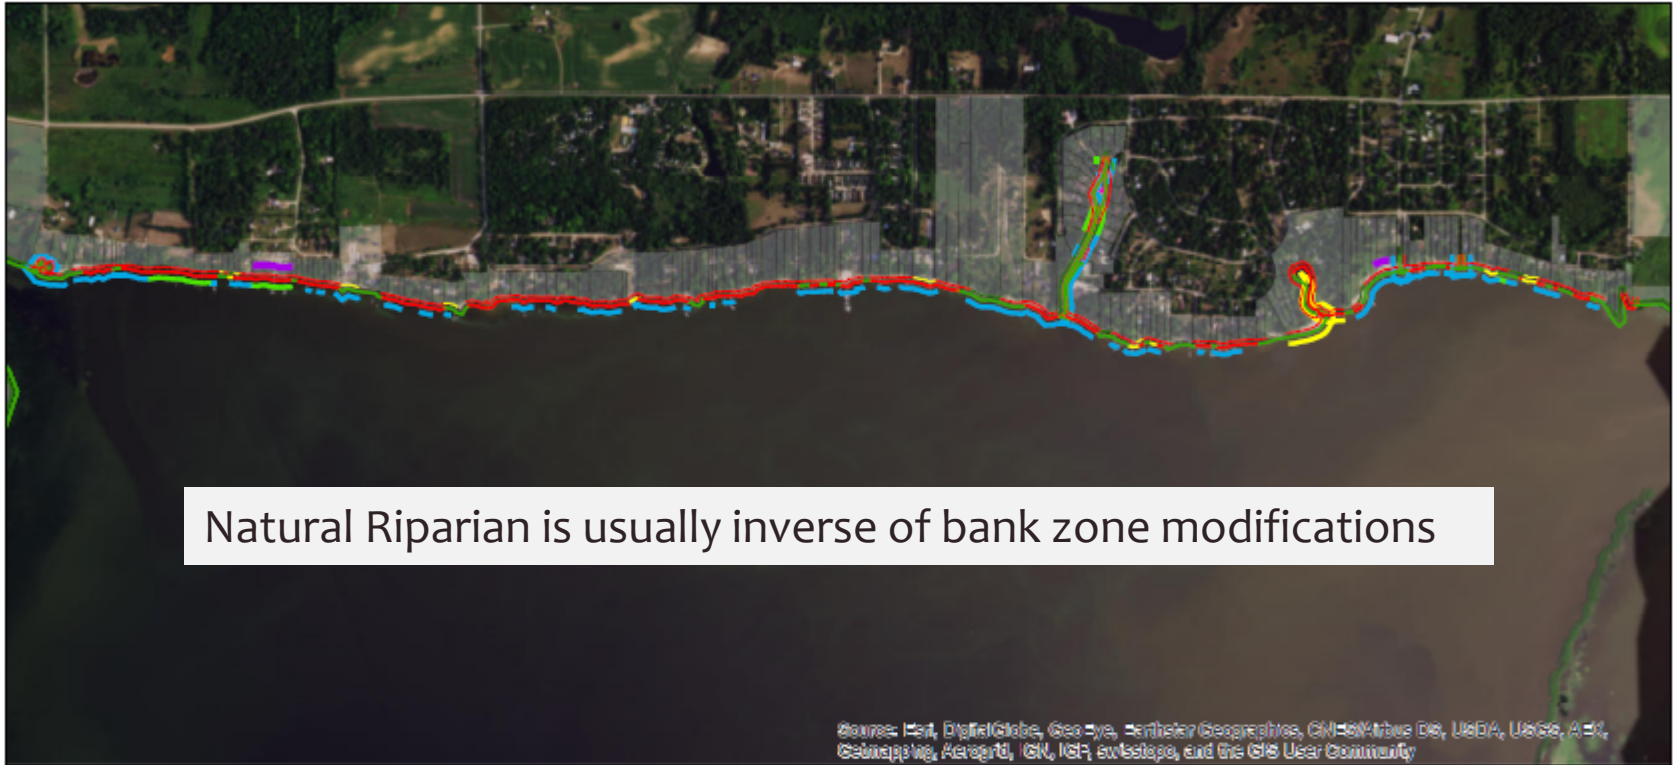 Natural Riparian is usually inverse of bank zone modifications
Source: Esri, DigitalGlobe, GeoEye, Earthstar Geographics, CNES/Airbus DS, USDA, USGS, AEX,
Getmapping, Aerogrid, IGN, IGP, swisstopo, and the GIS User Community